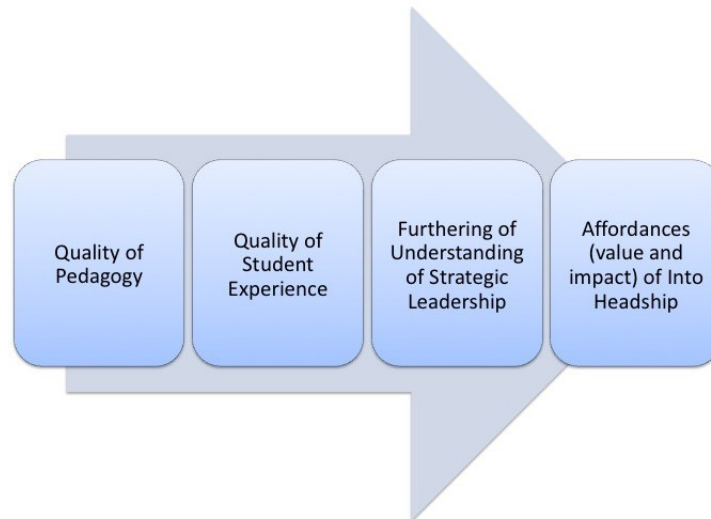 Quality of
Pedagogy
Quality of
Student
Experience
Furthering of
Understanding
of Strategic
Leadership
Affordances
(value and
impact) of Into
Headship